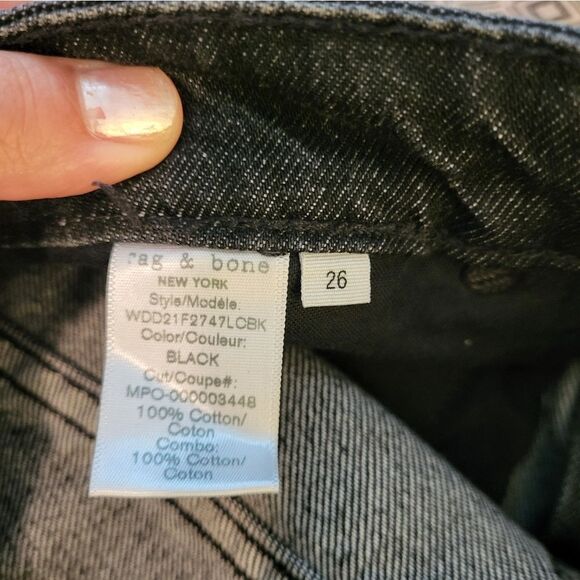 rag & bone
NEW YORK
Style/Modèle:
WDD21F2747LCBK
Color/Couleur:
BLACK
Cut/Coupe#:
MPO-000003448
100% Cotton/
Coton
Combo:
100% Cotton/
Coton
26